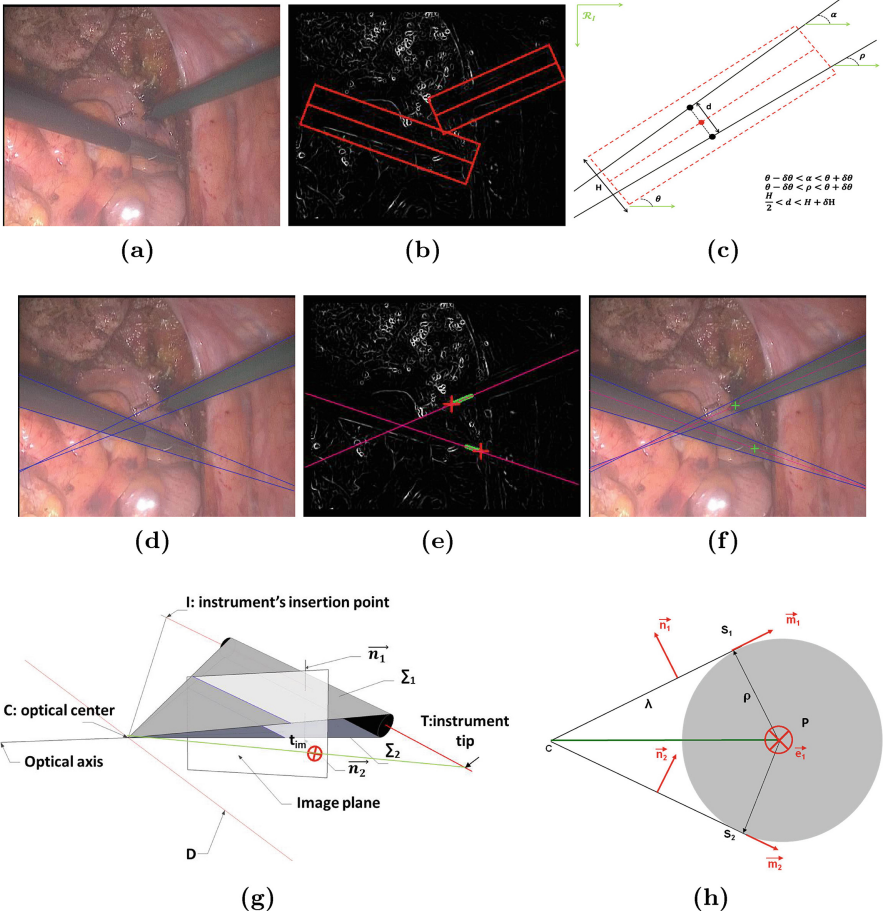 ℛ_I
α
ρ
d
H
θ
θ − δθ < α < θ + δθ
θ − δθ < ρ < θ + δθ
H/2 < d < H + δH
(a)
(b)
(c)
(d)
(e)
(f)
I: instrument's insertion point
n₁
Σ₁
C: optical center
T:instrument
tip
t_im
Σ₂
Optical axis
n₂
Image plane
D
(g)
S₁
m₁
n₁
ρ
P
λ
C
n₂
e₁
S₂
m₂
(h)